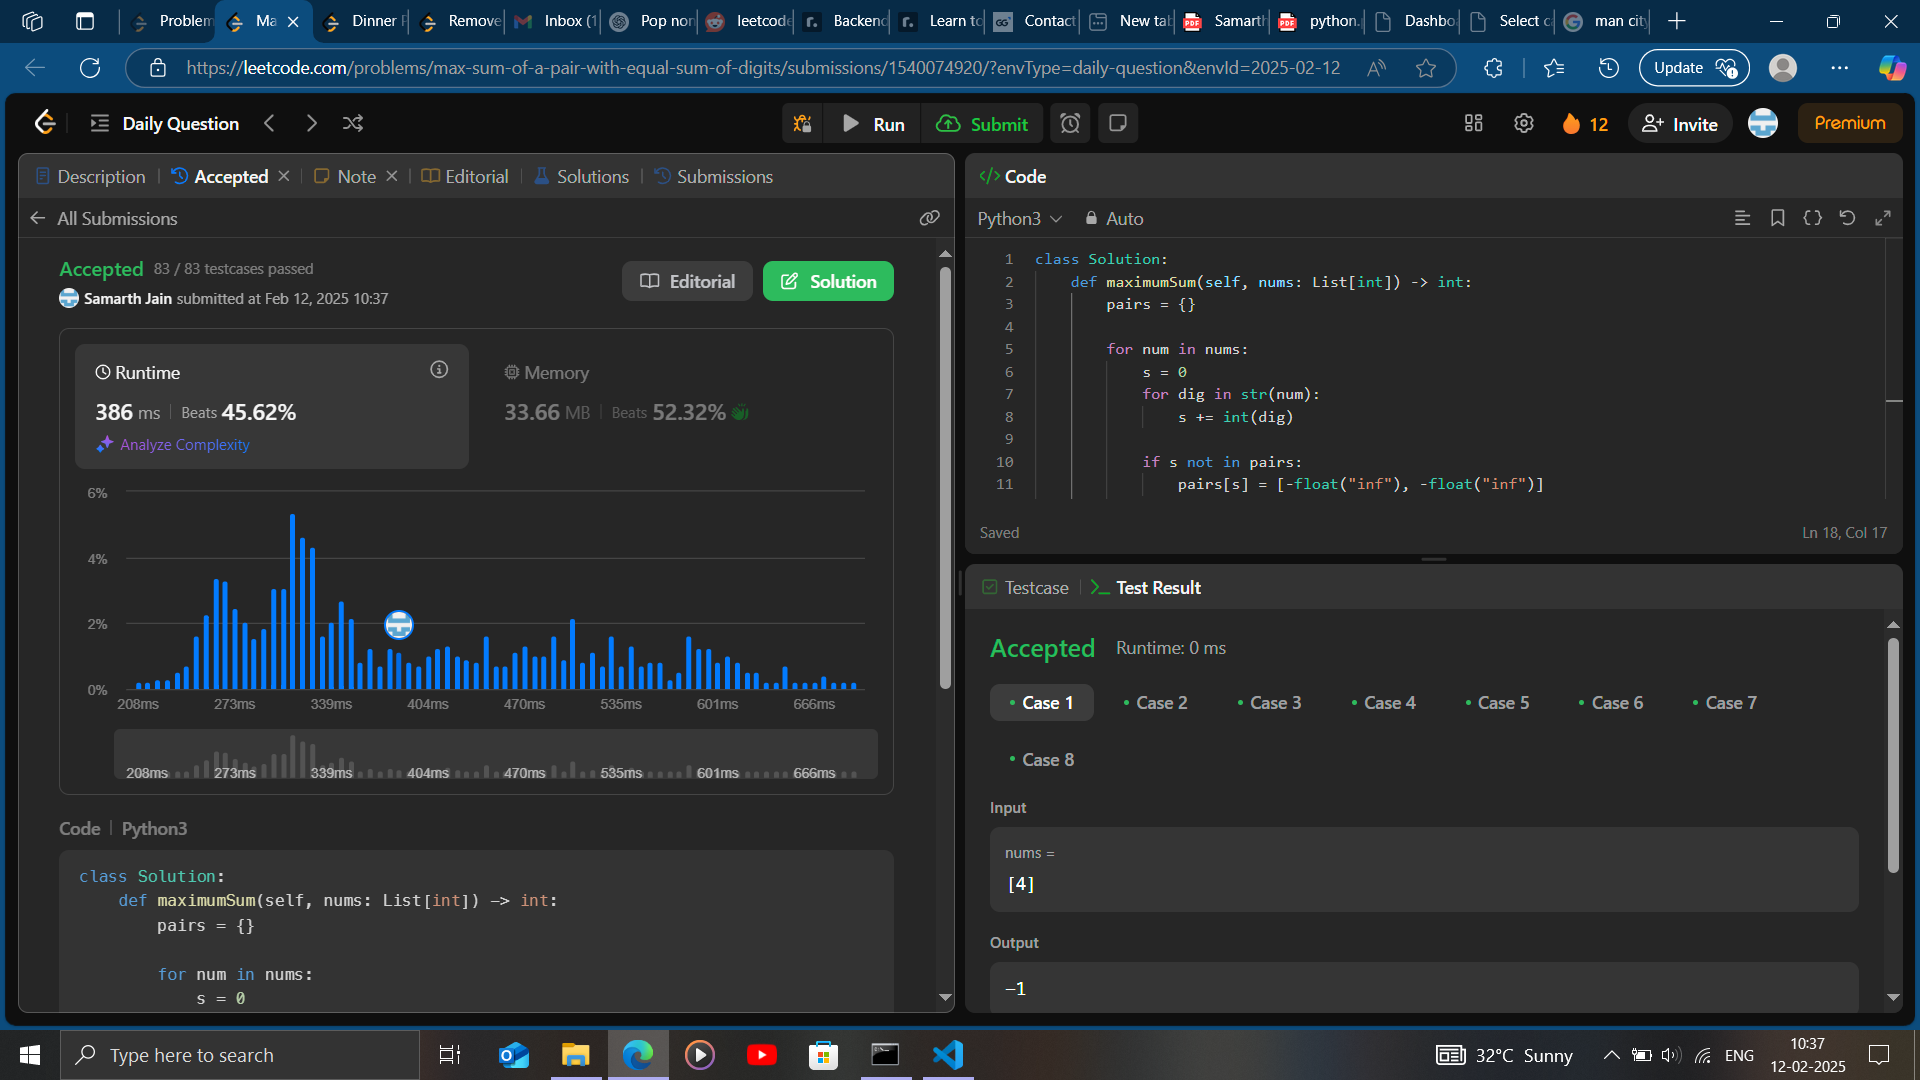 Problem
Ma
Dinner P
Remove
Inbox (1
Pop non
leetcode
Backend
Learn to
Contact
New tab
Samarth
python.
Dashbo
Select ca
man city
https://leetcode.com/problems/max-sum-of-a-pair-with-equal-sum-of-digits/submissions/1540074920/?envType=daily-question&envId=2025-02-12
Update
Daily Question
Run
Submit
12
Invite
Premium
Description
Accepted
Note
Editorial
Solutions
Submissions
All Submissions
Accepted 83 / 83 testcases passed
Samarth Jain submitted at Feb 12, 2025 10:37
Editorial
Solution
Runtime
386 ms | Beats 45.62%
Analyze Complexity
Memory
33.66 MB | Beats 52.32%
6%
4%
2%
0%
208ms 273ms 339ms 404ms 470ms 535ms 601ms 666ms
208ms 273ms 339ms 404ms 470ms 535ms 601ms 666ms
Code | Python3
class Solution:
def maximumSum(self, nums: List[int]) -> int:
pairs = {}
for num in nums:
s = 0
</> Code
Python3
Auto
1 class Solution:
2 def maximumSum(self, nums: List[int]) -> int:
3 pairs = {}
4
5 for num in nums:
6 s = 0
7 for dig in str(num):
8 s += int(dig)
9
10 if s not in pairs:
11 pairs[s] = [-float("inf"), -float("inf")]
Saved
Ln 18, Col 17
Testcase
Test Result
Accepted Runtime: 0 ms
Case 1
Case 2
Case 3
Case 4
Case 5
Case 6
Case 7
Case 8
Input
nums =
[4]
Output
-1
Type here to search
32°C Sunny
ENG
10:37
12-02-2025